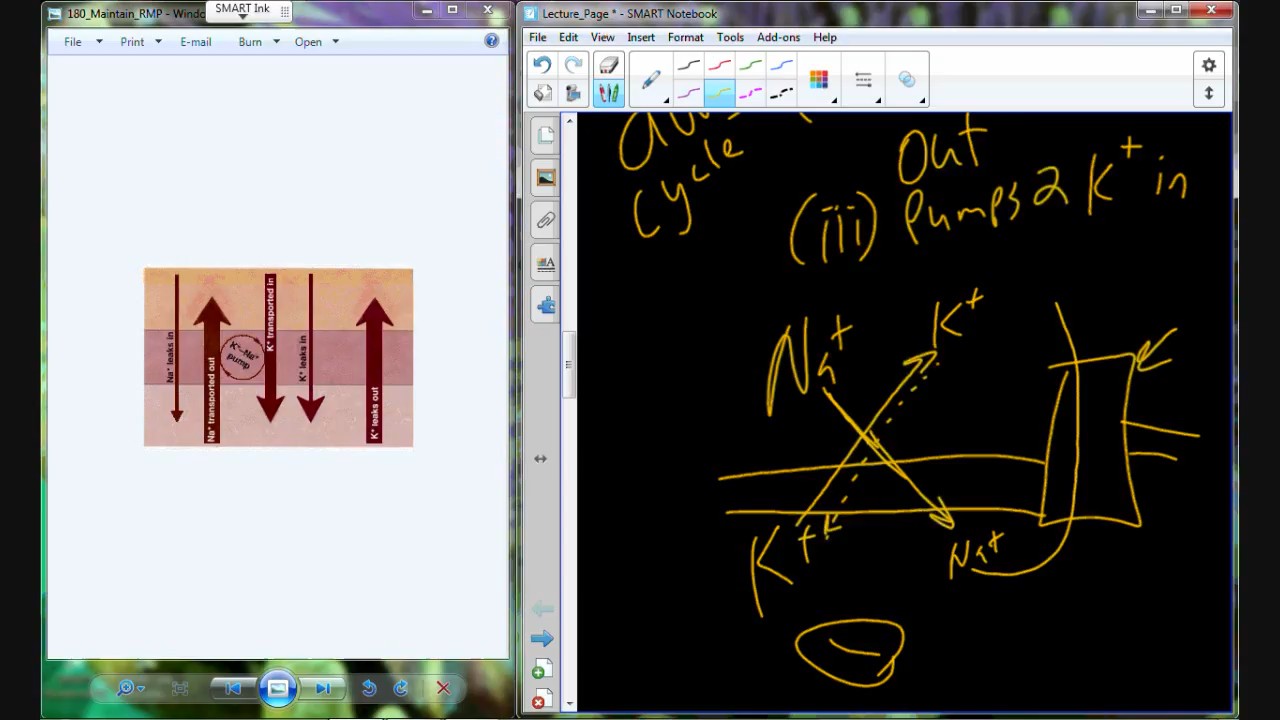 180_Maintain_RMP - Windo
SMART Ink
File Print E-mail Burn Open
Na⁺ leaks in
Na⁺ transported out
K⁺–Na⁺
pump
K⁺ transported in
K⁺ leaks in
K⁺ leaks out
Lecture_Page * - SMART Notebook
File Edit View Insert Format Tools Add-ons Help
Cycle
Out
(iii) Pumps 2 K⁺ in
Na⁺
K⁺
K⁺
Na⁺